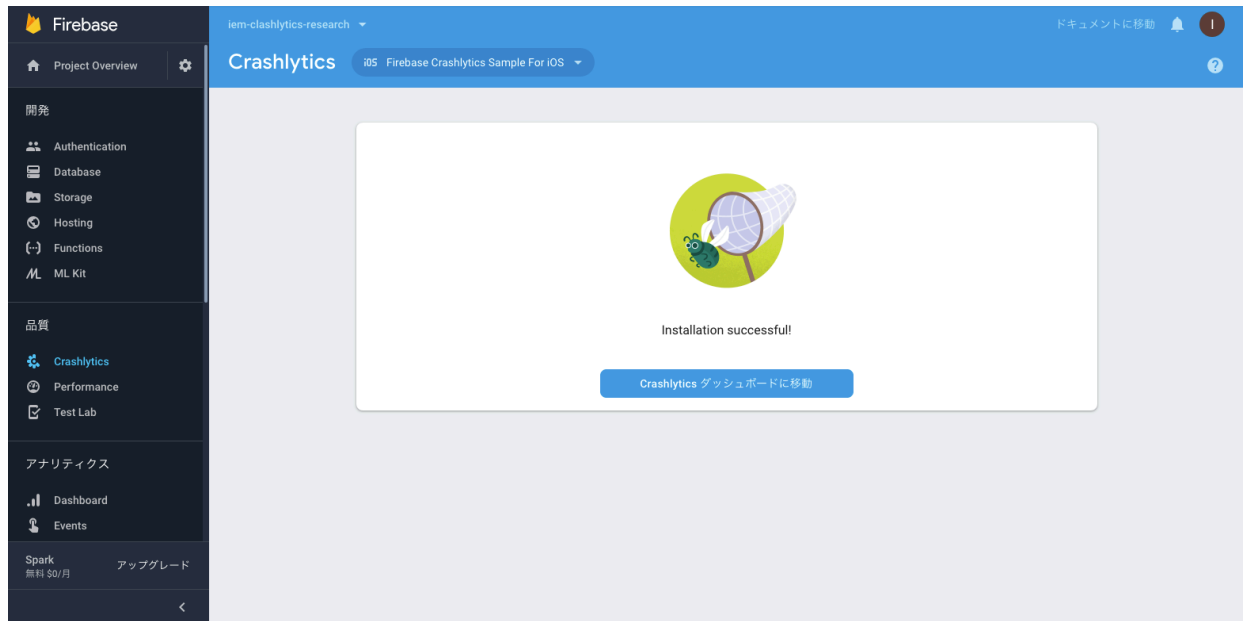 Firebase
iem-clashlytics-research
ドキュメントに移動
I
Project Overview
Crashlytics
iOS Firebase Crashlytics Sample For iOS
?
開発
Authentication
Database
Storage
Hosting
Functions
ML Kit
品質
Crashlytics
Performance
Test Lab
アナリティクス
Dashboard
Events
Spark
無料 $0/月
アップグレード
Installation successful!
Crashlytics ダッシュボードに移動